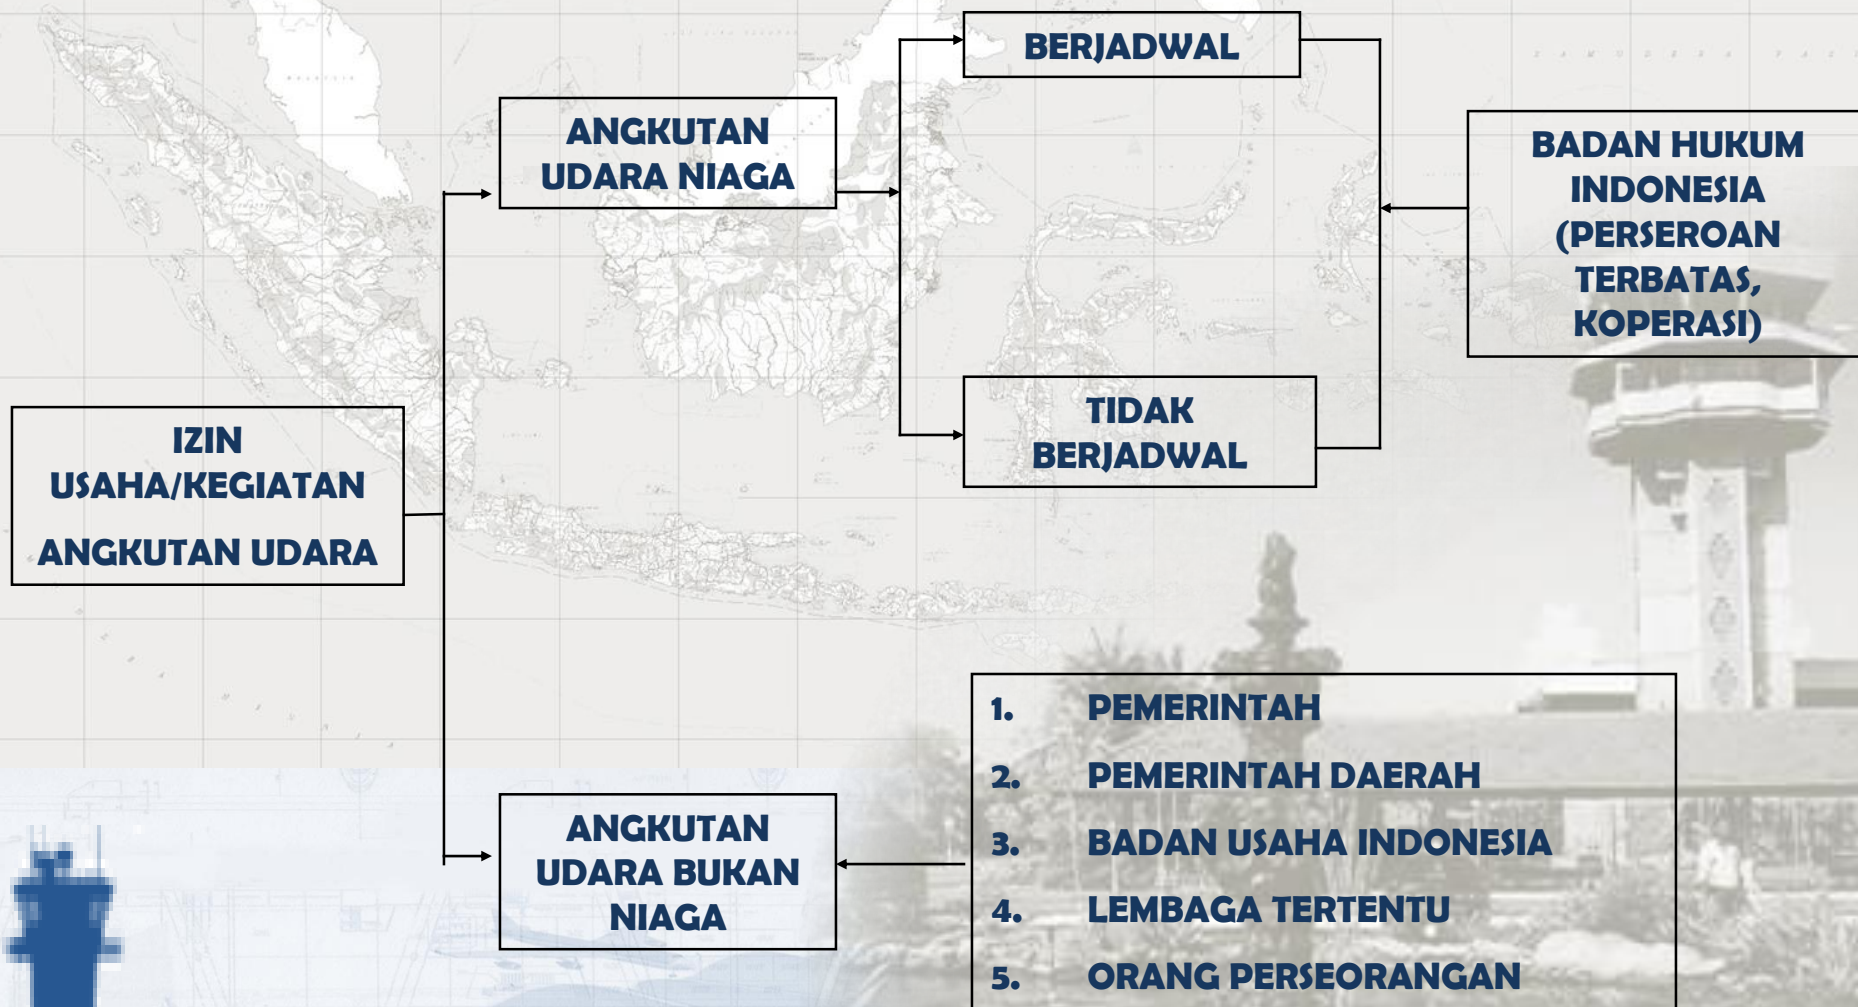 BERJADWAL
ANGKUTAN
UDARA NIAGA
BADAN HUKUM
INDONESIA
(PERSEROAN
TERBATAS,
KOPERASI)
TIDAK
BERJADWAL
IZIN
USAHA/KEGIATAN
ANGKUTAN UDARA
1. PEMERINTAH
2. PEMERINTAH DAERAH
3. BADAN USAHA INDONESIA
4. LEMBAGA TERTENTU
5. ORANG PERSEORANGAN
ANGKUTAN
UDARA BUKAN
NIAGA